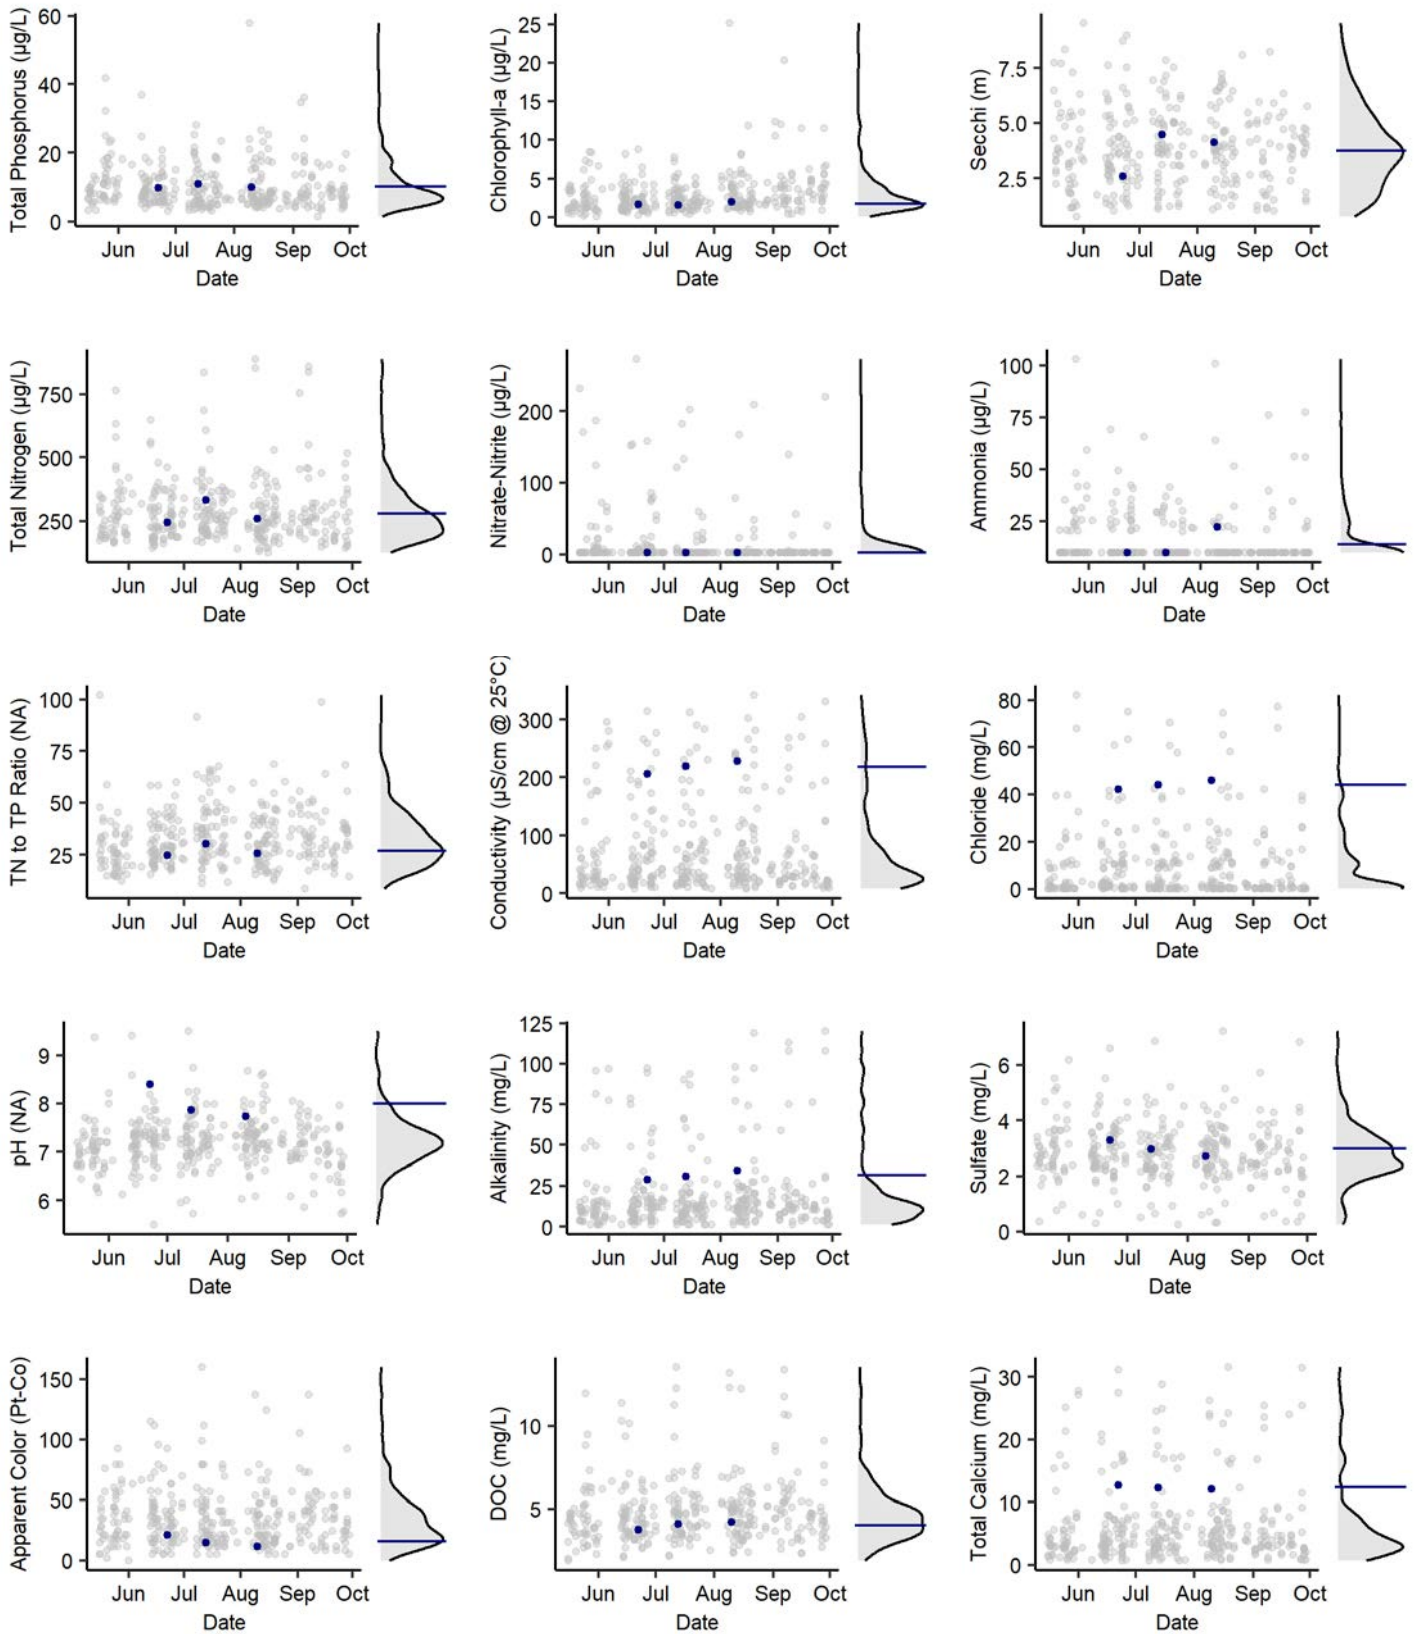 Total Phosphorus (µg/L)
60
40
20
0
Jun Jul Aug Sep Oct
Date
Chlorophyll-a (µg/L)
25
20
15
10
5
0
Jun Jul Aug Sep Oct
Date
Secchi (m)
7.5
5.0
2.5
Jun Jul Aug Sep Oct
Date
Total Nitrogen (µg/L)
750
500
250
Jun Jul Aug Sep Oct
Date
Nitrate-Nitrite (µg/L)
200
100
0
Jun Jul Aug Sep Oct
Date
Ammonia (µg/L)
100
75
50
25
Jun Jul Aug Sep Oct
Date
TN to TP Ratio (NA)
100
75
50
25
Jun Jul Aug Sep Oct
Date
Conductivity (µS/cm @ 25°C)
300
200
100
0
Jun Jul Aug Sep Oct
Date
Chloride (mg/L)
80
60
40
20
0
Jun Jul Aug Sep Oct
Date
pH (NA)
9
8
7
6
Jun Jul Aug Sep Oct
Date
Alkalinity (mg/L)
125
100
75
50
25
0
Jun Jul Aug Sep Oct
Date
Sulfate (mg/L)
6
4
2
0
Jun Jul Aug Sep Oct
Date
Apparent Color (Pt-Co)
150
100
50
0
Jun Jul Aug Sep Oct
Date
DOC (mg/L)
10
5
Jun Jul Aug Sep Oct
Date
Total Calcium (mg/L)
30
20
10
0
Jun Jul Aug Sep Oct
Date